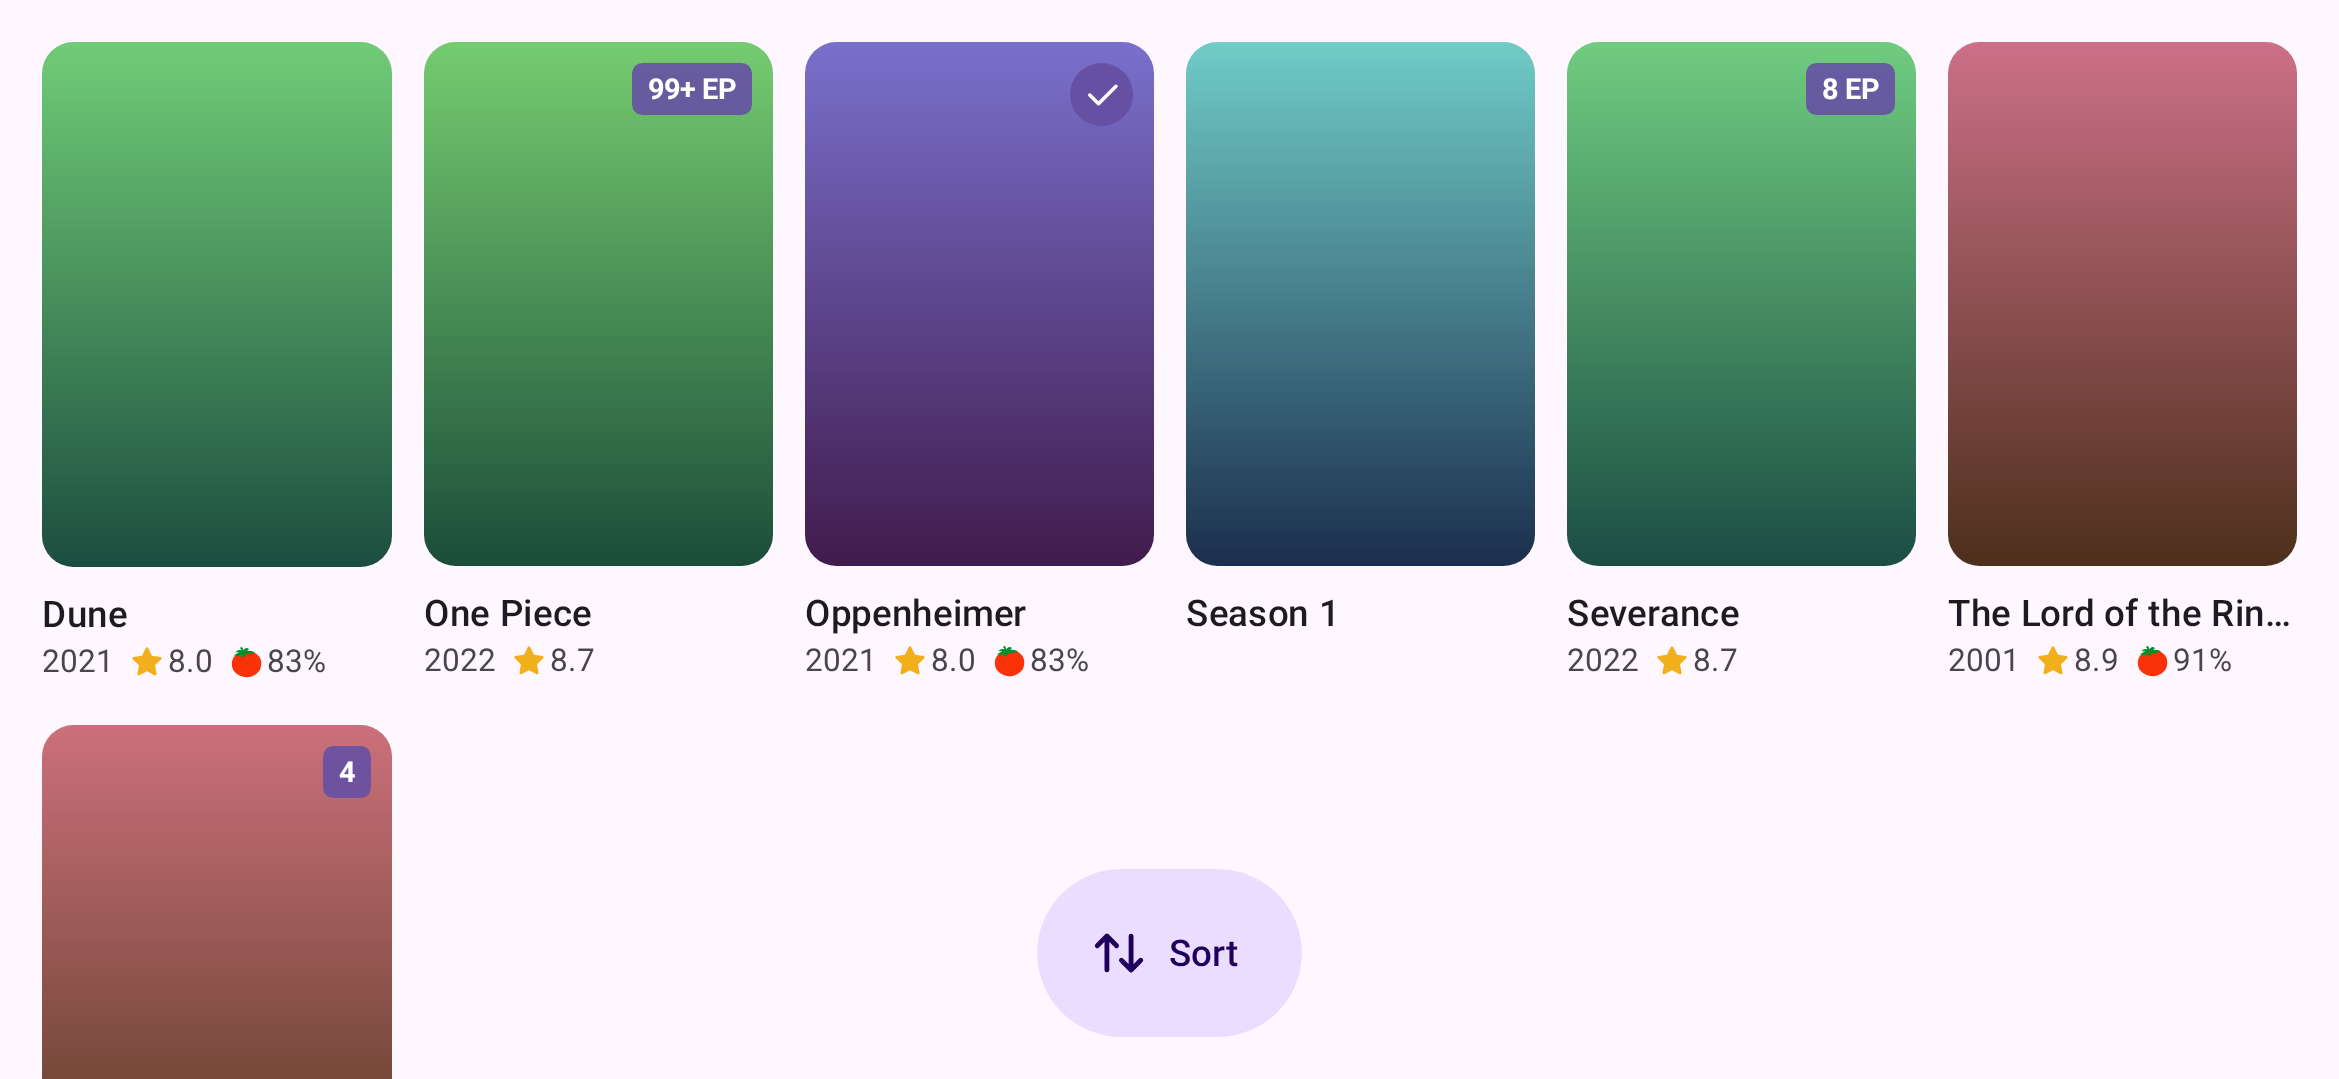 99+ EP
8 EP
Dune
2021 8.0 83%
One Piece
2022 8.7
Oppenheimer
2021 8.0 83%
Season 1
Severance
2022 8.7
The Lord of the Rin...
2001 8.9 91%
4
Sort